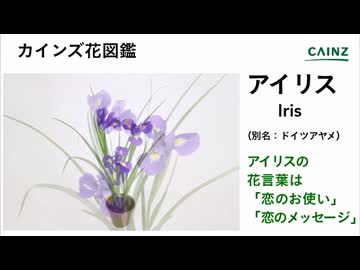 カインズ花図鑑
CAINZ
アイリス
Iris
(別名：ドイツアヤメ)
アイリスの
花言葉は
「恋のお使い」
「恋のメッセージ」